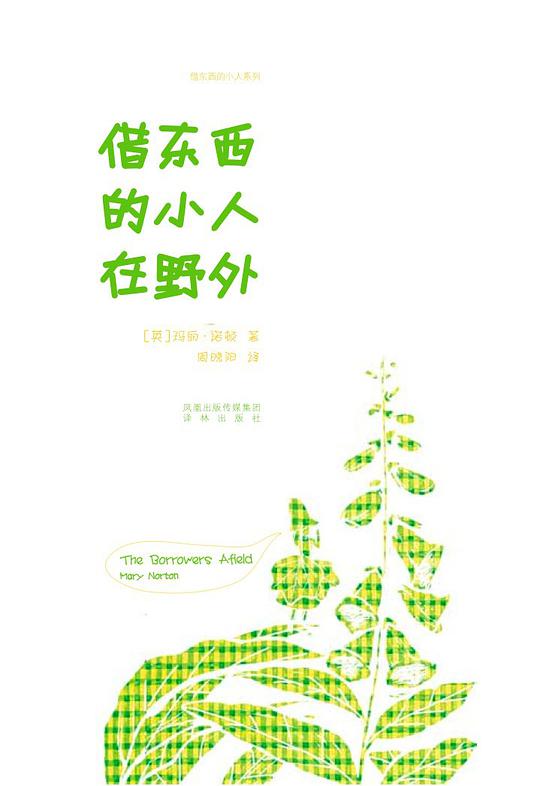 借东西的小人系列
借东西
的小人
在野外
[英]玛丽·诺顿 著
周晓阳 译
凤凰出版传媒集团
译林出版社
The Borrowers Afield
Mary Norton